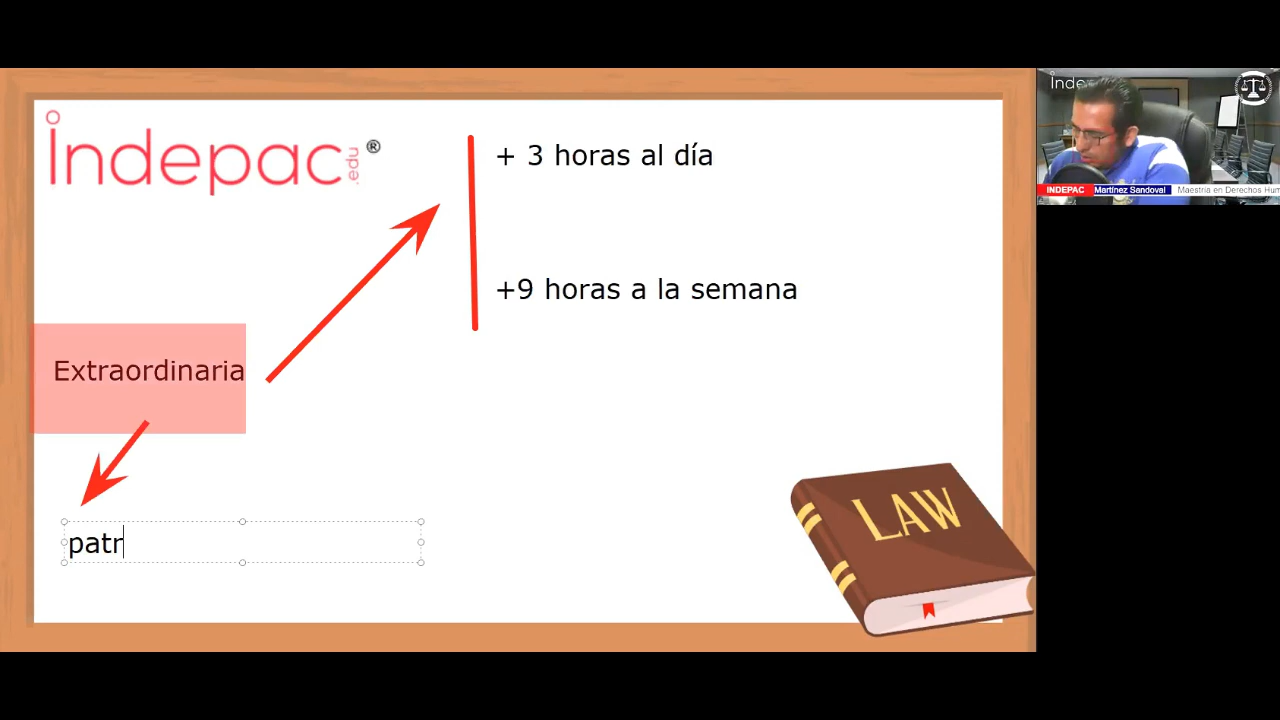 indepac.edu®
+ 3 horas al día
+9 horas a la semana
Extraordinaria
patr
LAW
Inde
INDEPAC Martínez Sandoval Maestría en Derechos Hum